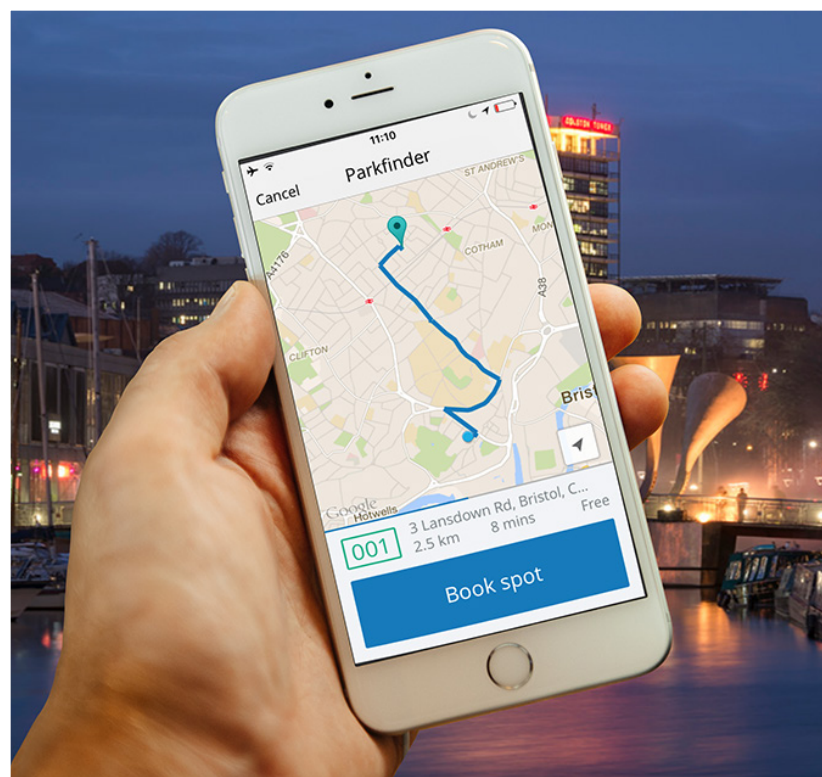 COLSTON TOWER
11:10
Cancel
Parkfinder
ST ANDREW'S
A4176
COTHAM
MON
A38
CLIFTON
Bris
Google
Hotwells
001
3 Lansdown Rd, Bristol, C...
2.5 km
8 mins
Free
Book spot